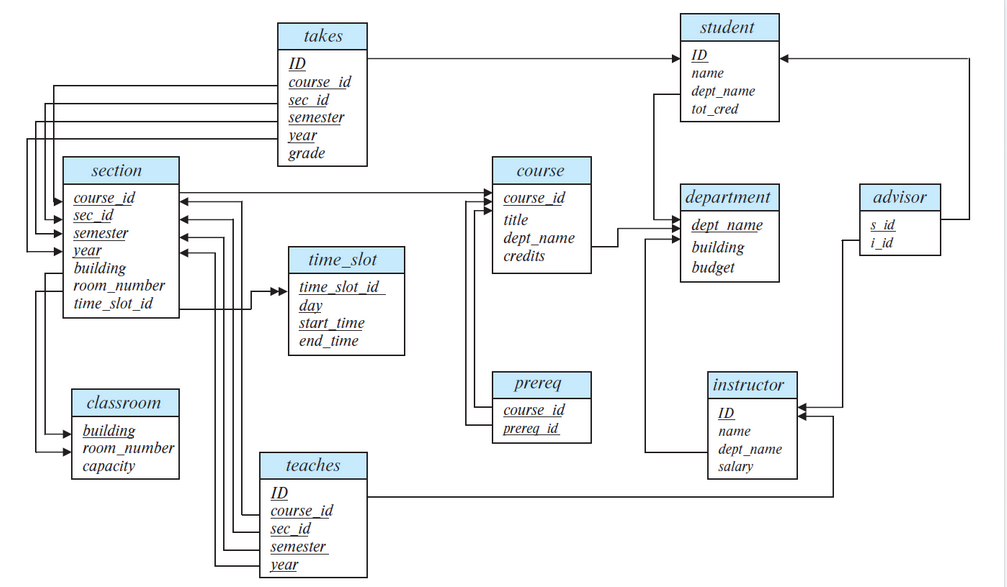 takes
ID
course_id
sec_id
semester
year
grade
student
ID
name
dept_name
tot_cred
section
course_id
sec_id
semester
year
building
room_number
time_slot_id
course
course_id
title
dept_name
credits
department
dept_name
building
budget
advisor
s_id
i_id
time_slot
time_slot_id
day
start_time
end_time
prereq
course_id
prereq_id
instructor
ID
name
dept_name
salary
classroom
building
room_number
capacity
teaches
ID
course_id
sec_id
semester
year